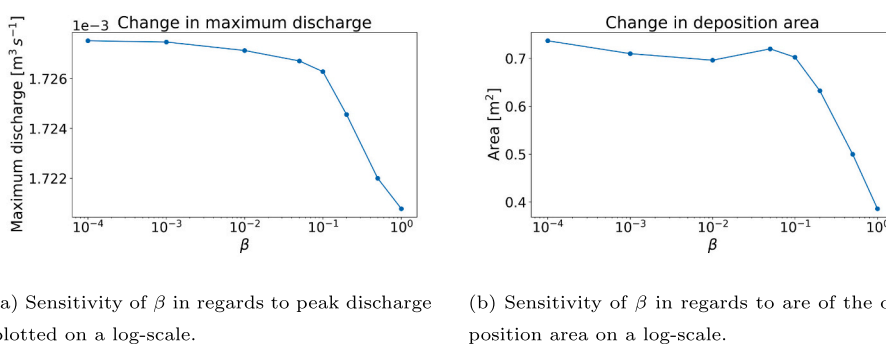 1e−3 Change in maximum discharge
Maximum discharge [m³ s⁻¹]
1.726
1.724
1.722
10⁻⁴ 10⁻³ 10⁻² 10⁻¹ 10⁰
β
Change in deposition area
Area [m²]
0.7
0.6
0.5
0.4
10⁻⁴ 10⁻³ 10⁻² 10⁻¹ 10⁰
β
a) Sensitivity of β in regards to peak discharge
plotted on a log-scale.
(b) Sensitivity of β in regards to are of the
position area on a log-scale.